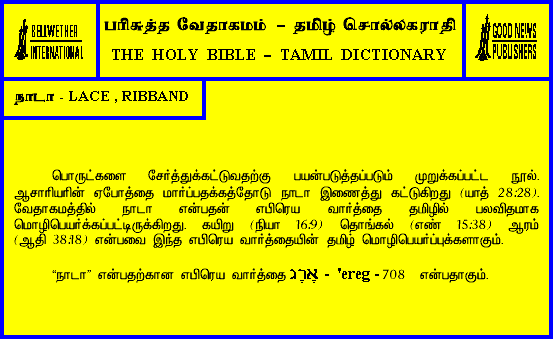 BELLWETHER
INTERNATIONAL
பரிசுத்த வேதாகமம் – தமிழ் சொல்லகராதி
THE HOLY BIBLE – TAMIL DICTIONARY
GOOD NEWS
PUBLISHERS
நாடா - LACE , RIBBAND
பொருட்களை சேர்த்துக்கட்டுவதற்கு பயன்படுத்தப்படும் முறுக்கப்பட்ட நூல்.
ஆசாரியரின் ஏபோத்தை மார்ப்பதக்கத்தோடு நாடா இணைத்து கட்டுகிறது (யாத் 28:28).
வேதாகமத்தில் நாடா என்பதன் எபிரெய வார்த்தை தமிழில் பலவிதமாக
மொழிபெயர்க்கப்பட்டிருக்கிறது. கயிறு (நியா 16:9) தொங்கல் (எண் 15:38) ஆரம்
(ஆதி 38:18) என்பவை இந்த எபிரெய வார்த்தையின் தமிழ் மொழிபெயர்ப்புக்களாகும்.
“நாடா” என்பதற்கான எபிரெய வார்த்தை אֶרֶג - 'ereg - 708 என்பதாகும்.